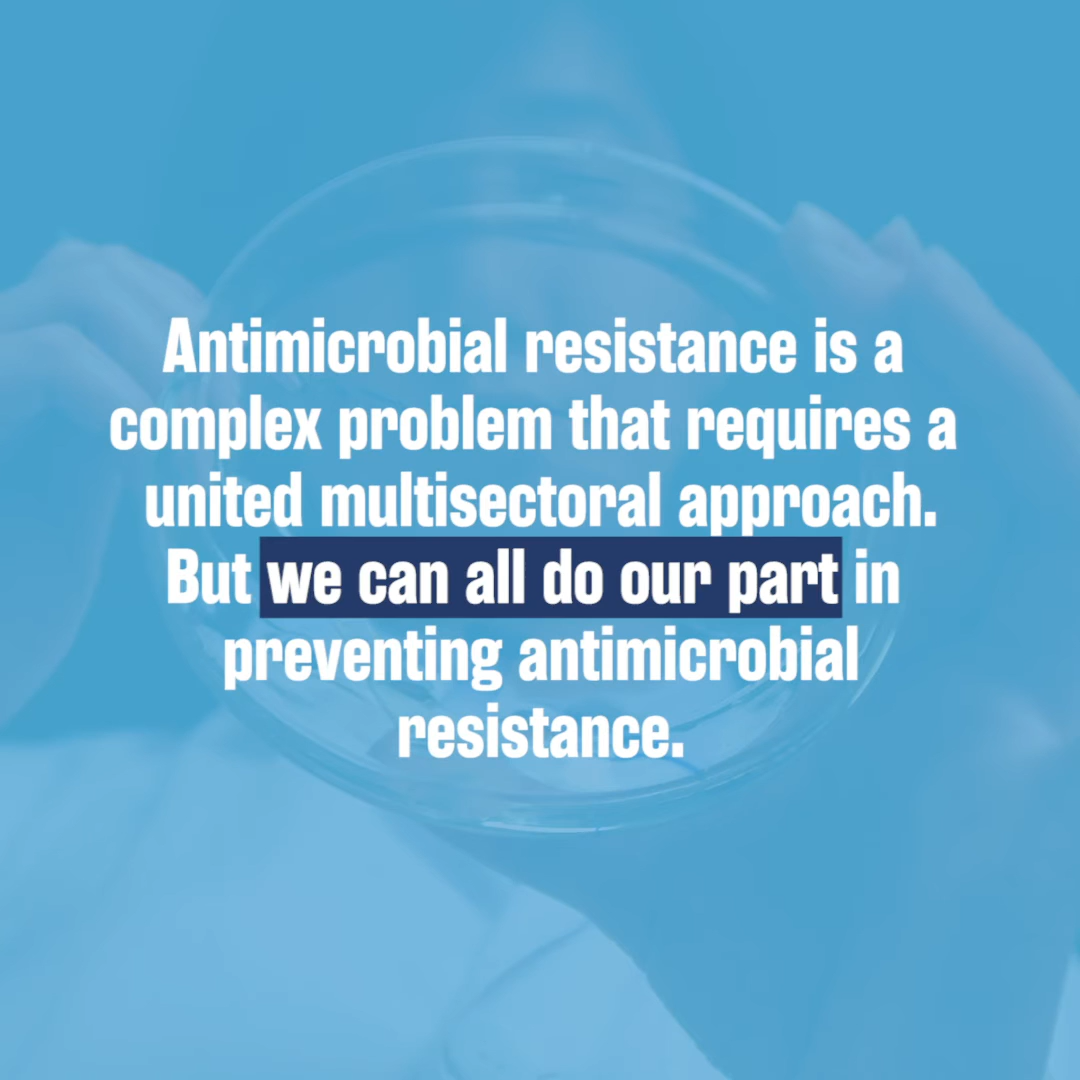 Antimicrobial resistance is a
complex problem that requires a
united multisectoral approach.
But we can all do our part in
preventing antimicrobial
resistance.